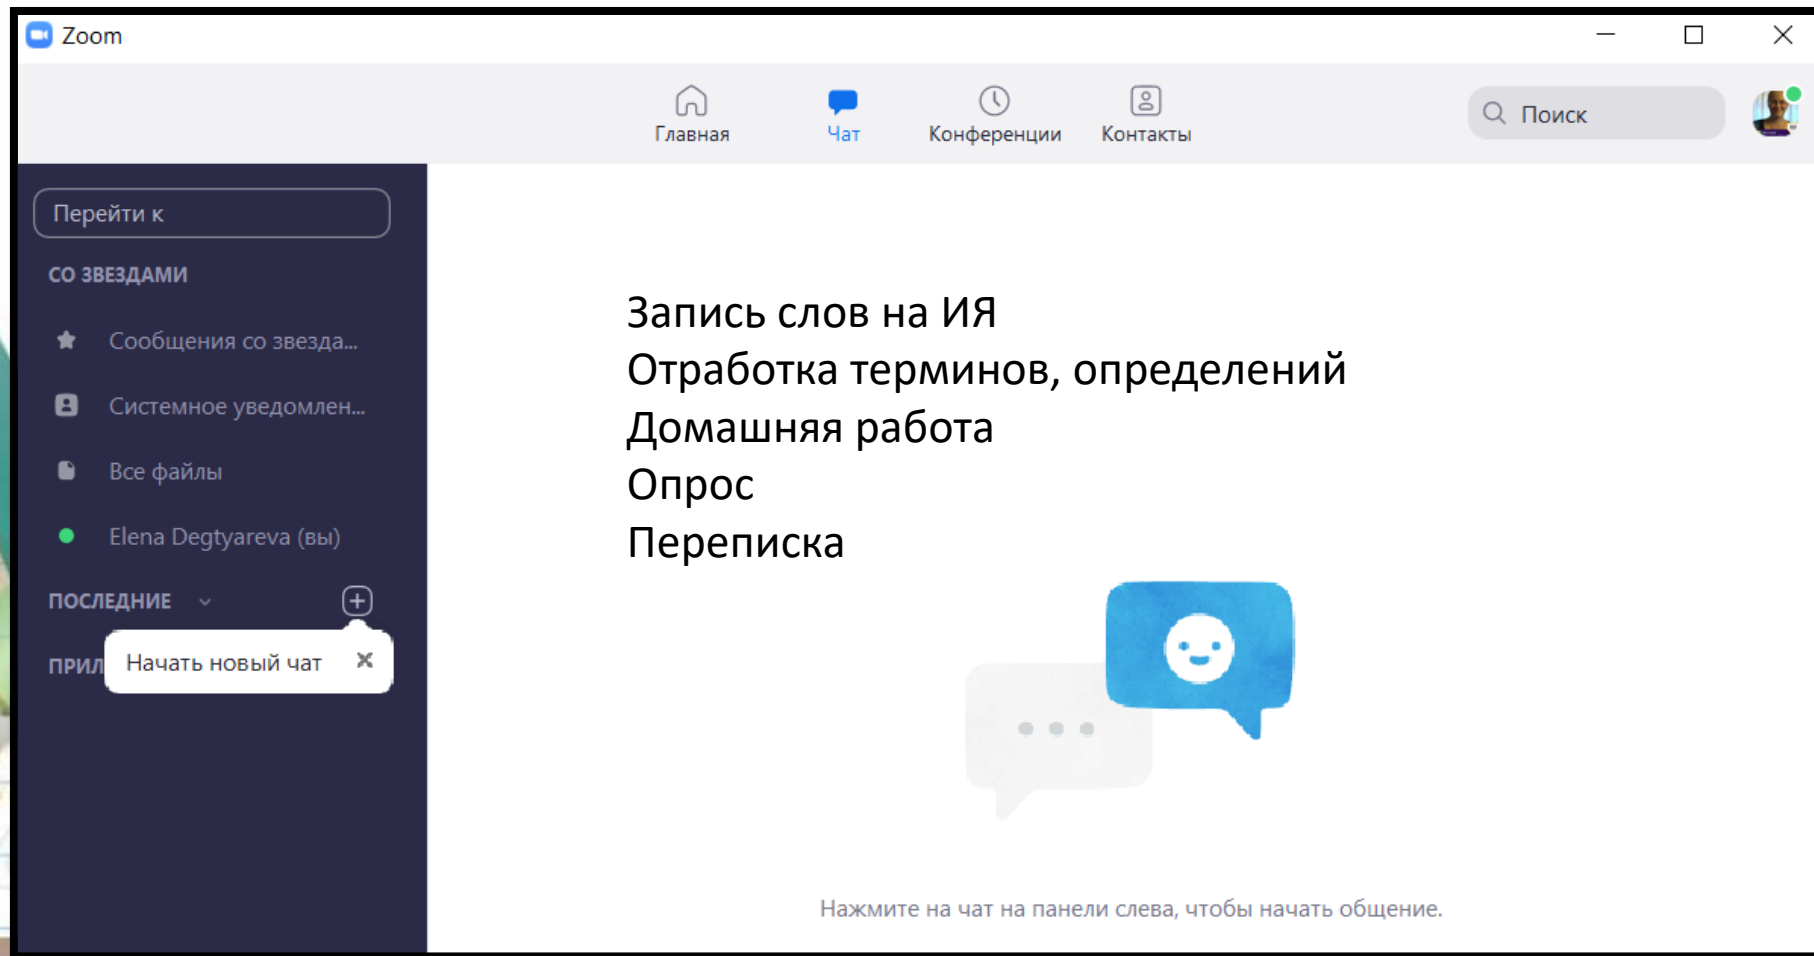 Zoom
Главная
Чат
Конференции
Контакты
Поиск
Перейти к
СО ЗВЕЗДАМИ
Сообщения со звезда...
Системное уведомлен...
Все файлы
Elena Degtyareva (вы)
ПОСЛЕДНИЕ
ПРИЛ
Начать новый чат
Запись слов на ИЯ
Отработка терминов, определений
Домашняя работа
Опрос
Переписка
Нажмите на чат на панели слева, чтобы начать общение.